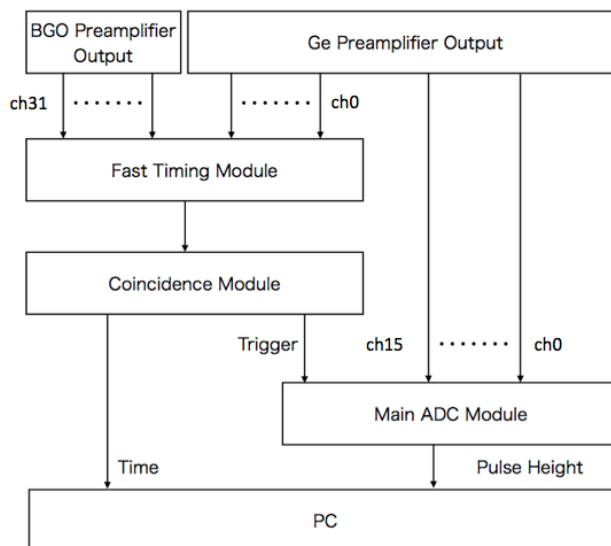 BGO Preamplifier
Output
Ge Preamplifier Output
ch31 ········ ········ ch0
Fast Timing Module
Coincidence Module
Trigger
ch15 ········ ch0
Main ADC Module
Time
Pulse Height
PC